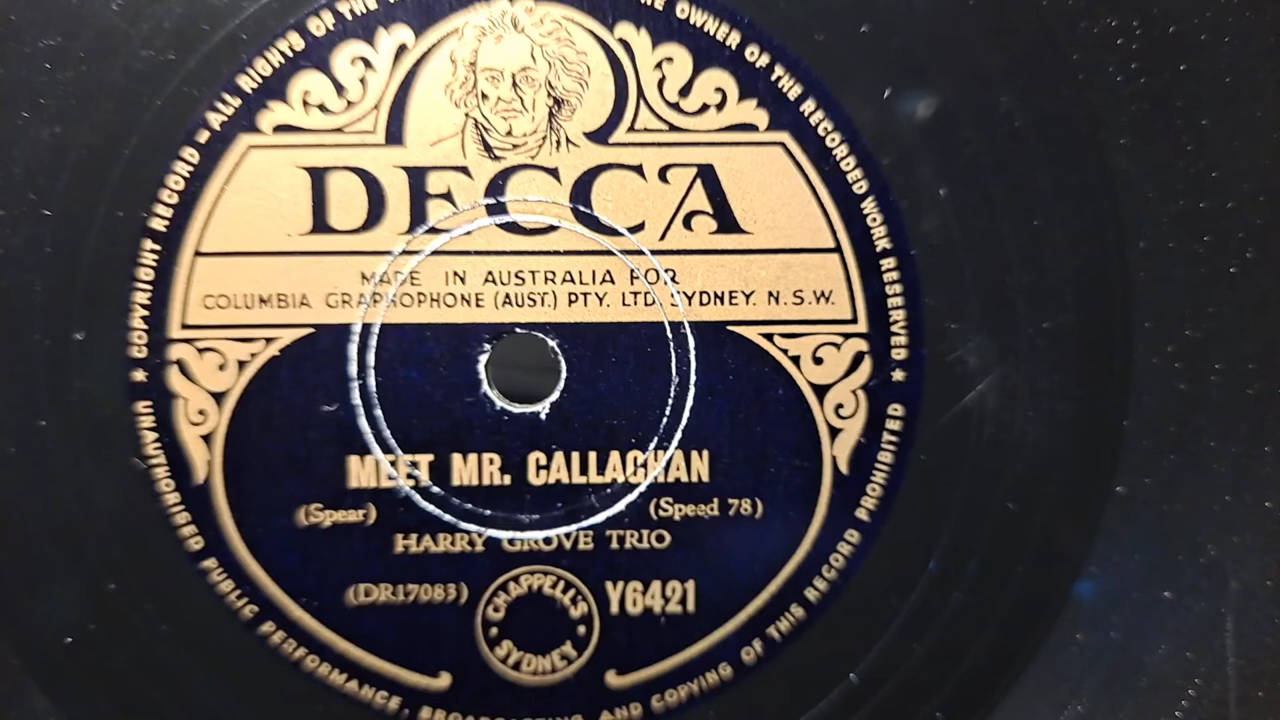 ★ COPYRIGHT RECORD – ALL RIGHTS OF THE
THE OWNER OF THE RECORDED WORK RESERVED ★
DECCA
MADE IN AUSTRALIA FOR
COLUMBIA GRAPHOPHONE (AUST.) PTY. LTD. SYDNEY. N.S.W.
MEET MR. CALLAGHAN
(Spear) (Speed 78)
HARRY GROVE TRIO
(DR17083) CHAPPELL'S · SYDNEY · Y6421
UNAUTHORISED PUBLIC PERFORMANCE, BROADCASTING AND COPYING OF THIS RECORD PROHIBITED